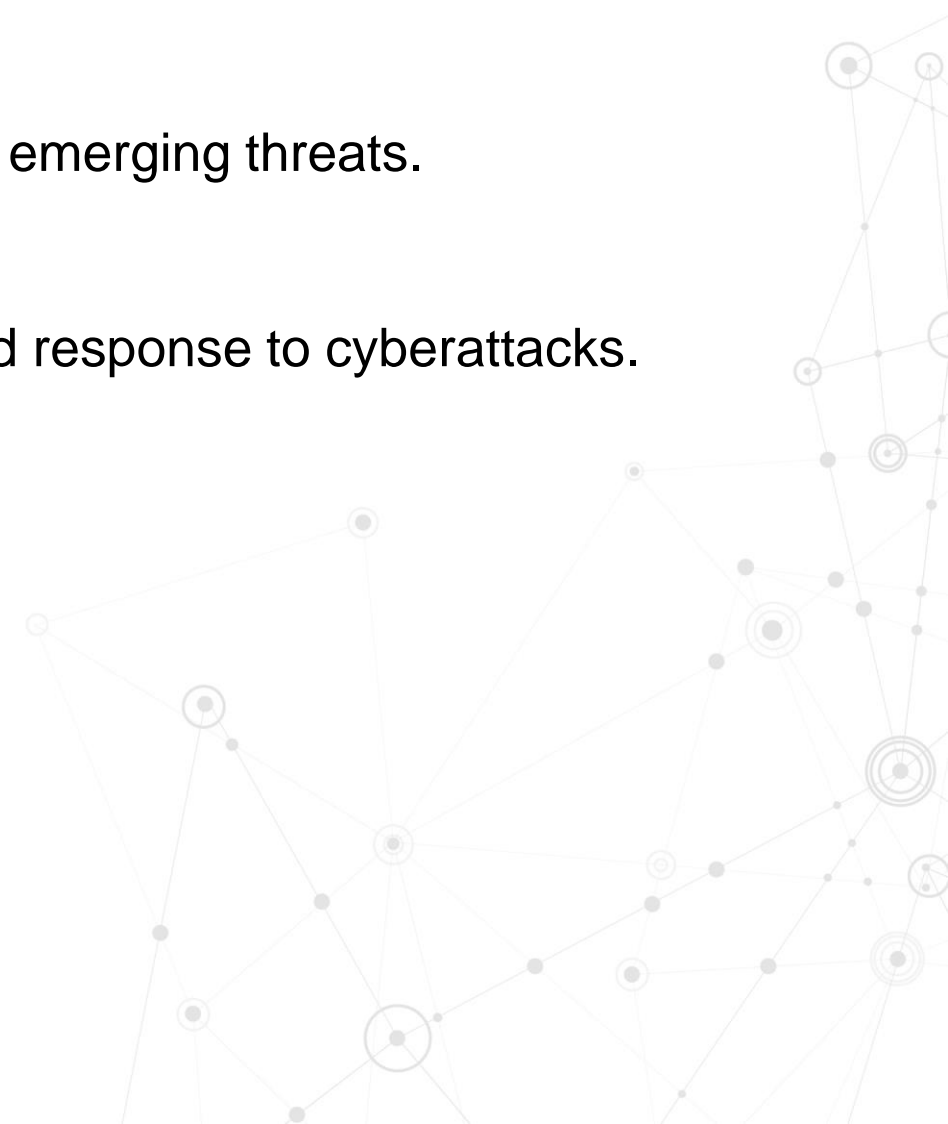 emerging threats.
d response to cyberattacks.